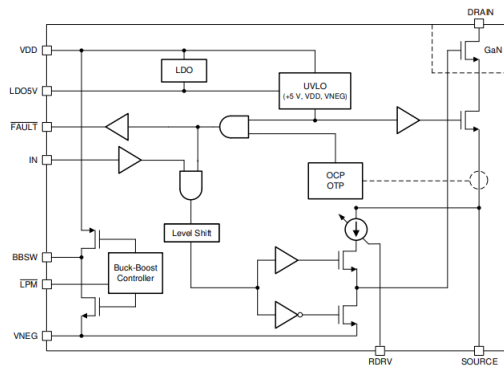 DRAIN
VDD
GaN
LDO
LDO5V
UVLO
(+5 V, VDD, VNEG)
FAULT
IN
OCP
OTP
Level Shift
BBSW
Buck-Boost
Controller
LPM
VNEG
RDRV
SOURCE